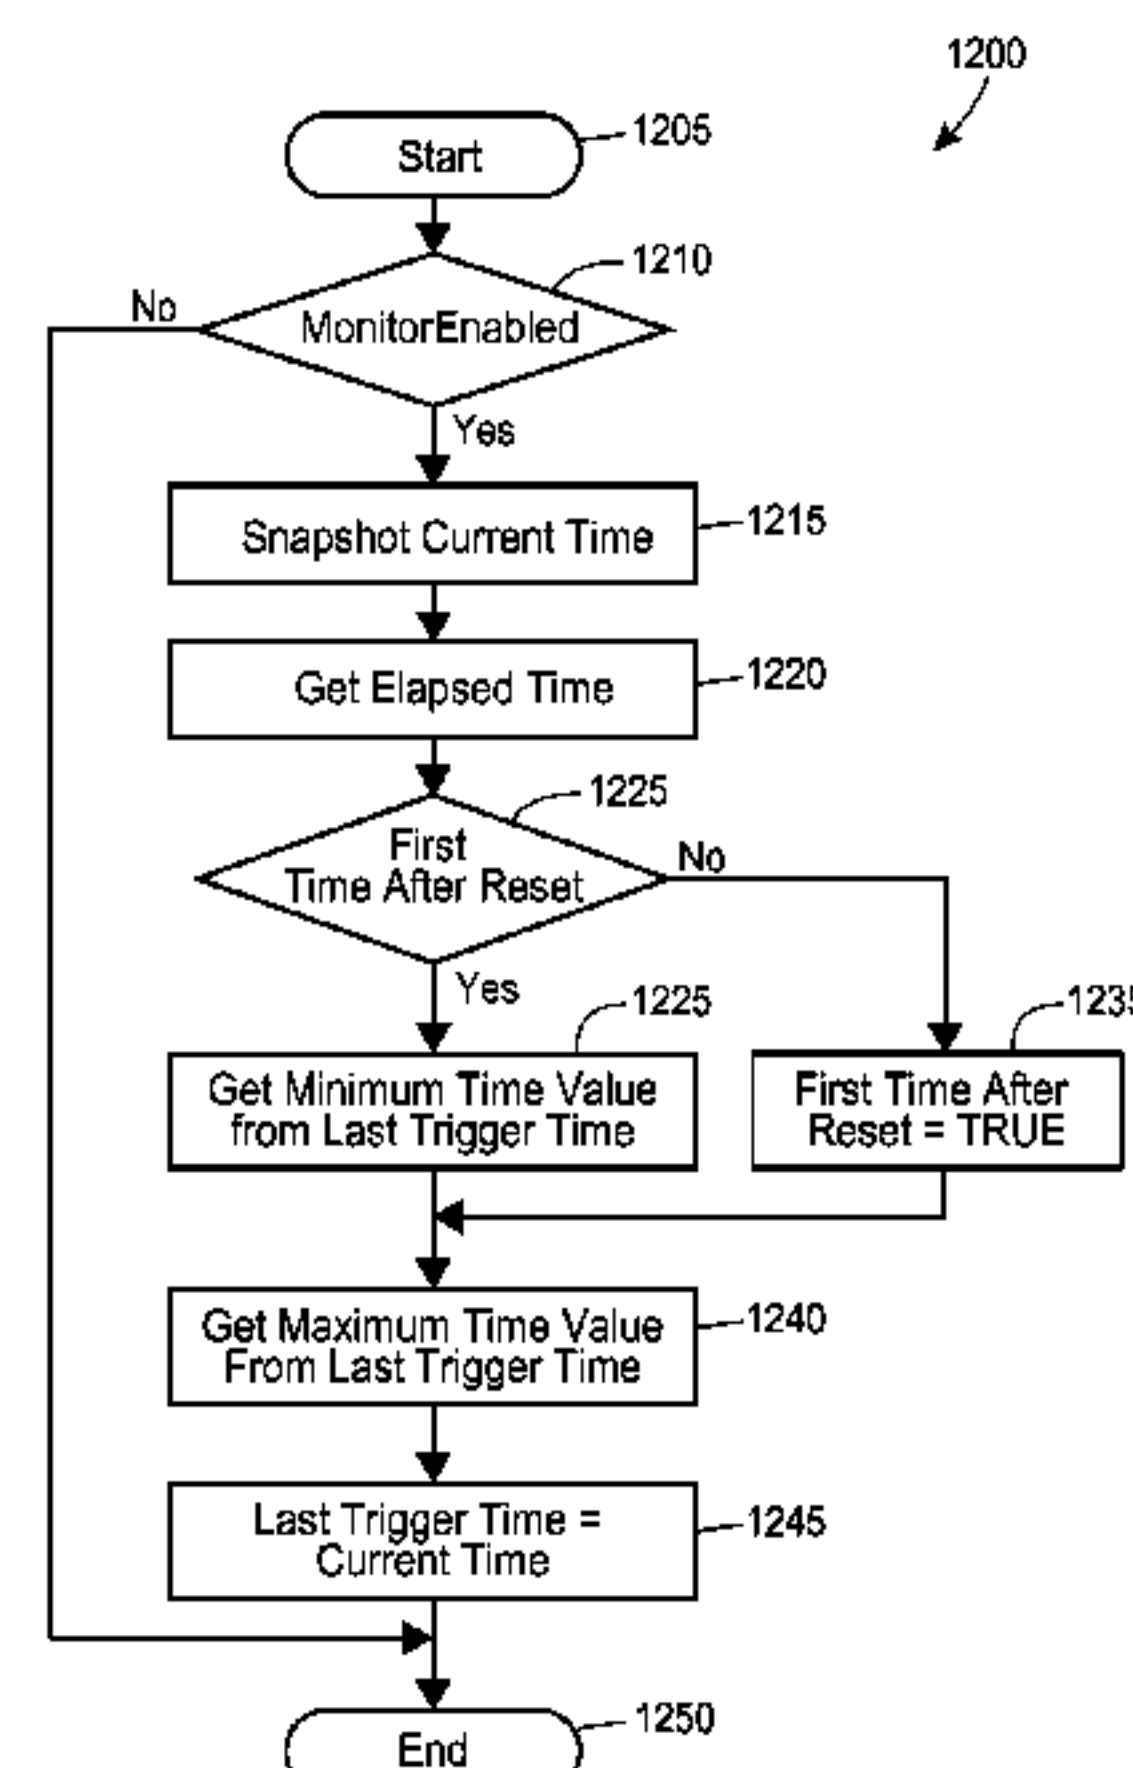 1200
Start
1205
1210
No
MonitorEnabled
Yes
Snapshot Current Time
1215
Get Elapsed Time
1220
1225
First
Time After Reset
No
Yes
1225
1235
Get Minimum Time Value
from Last Trigger Time
First Time After
Reset = TRUE
Get Maximum Time Value
From Last Trigger Time
1240
Last Trigger Time =
Current Time
1245
End
1250